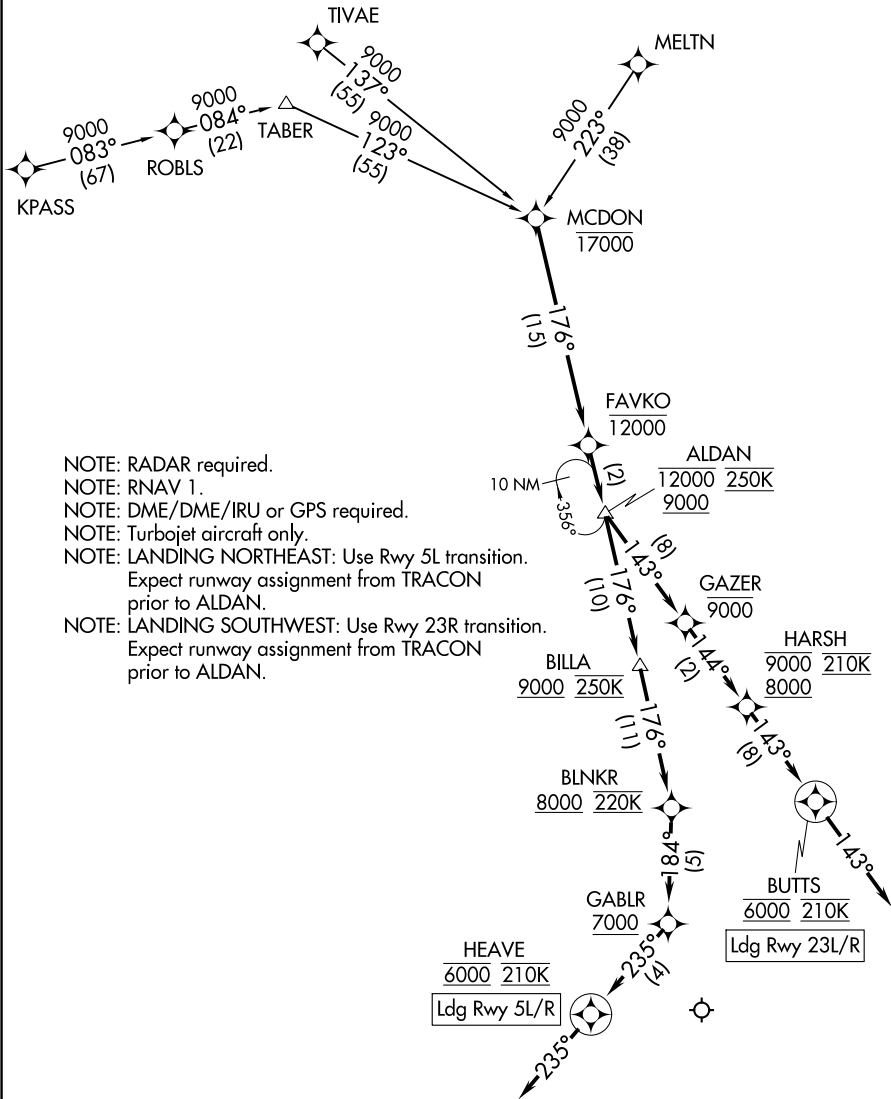 TIVAE
MELTN
9000
137°
(55)
9000
083°
(67)
9000
084°
(22)
TABER
9000
123°
(55)
9000
223°
(38)
ROBLS
KPASS
MCDON
17000
176°
(15)
FAVKO
12000
NOTE: RADAR required.
NOTE: RNAV 1.
NOTE: DME/DME/IRU or GPS required.
NOTE: Turbojet aircraft only.
NOTE: LANDING NORTHEAST: Use Rwy 5L transition.
Expect runway assignment from TRACON
prior to ALDAN.
NOTE: LANDING SOUTHWEST: Use Rwy 23R transition.
Expect runway assignment from TRACON
prior to ALDAN.
(2)
10 NM
356°
ALDAN
12000 250K
9000
143°
(8)
176°
(10)
GAZER
9000
144°
(2)
HARSH
9000 210K
8000
BILLA
9000 250K
176°
(11)
143°
(8)
BLNKR
8000 220K
184°
(5)
143°
BUTTS
6000 210K
Ldg Rwy 23L/R
GABLR
7000
235°
(4)
HEAVE
6000 210K
Ldg Rwy 5L/R
235°